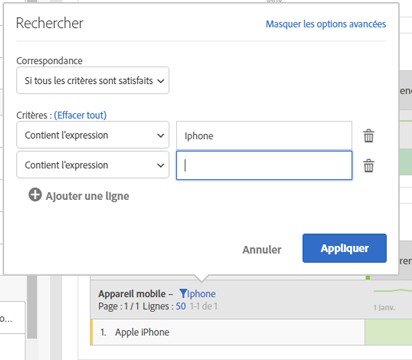 Rechercher
Masquer les options avancées
Correspondance
Si tous les critères sont satisfaits
Critères : (Effacer tout)
Contient l'expression
Iphone
Contient l'expression
Ajouter une ligne
Annuler
Appliquer
Appareil mobile – Iphone
Page : 1 / 1 Lignes : 50 1-1 de 1
1 janv.
1. Apple iPhone